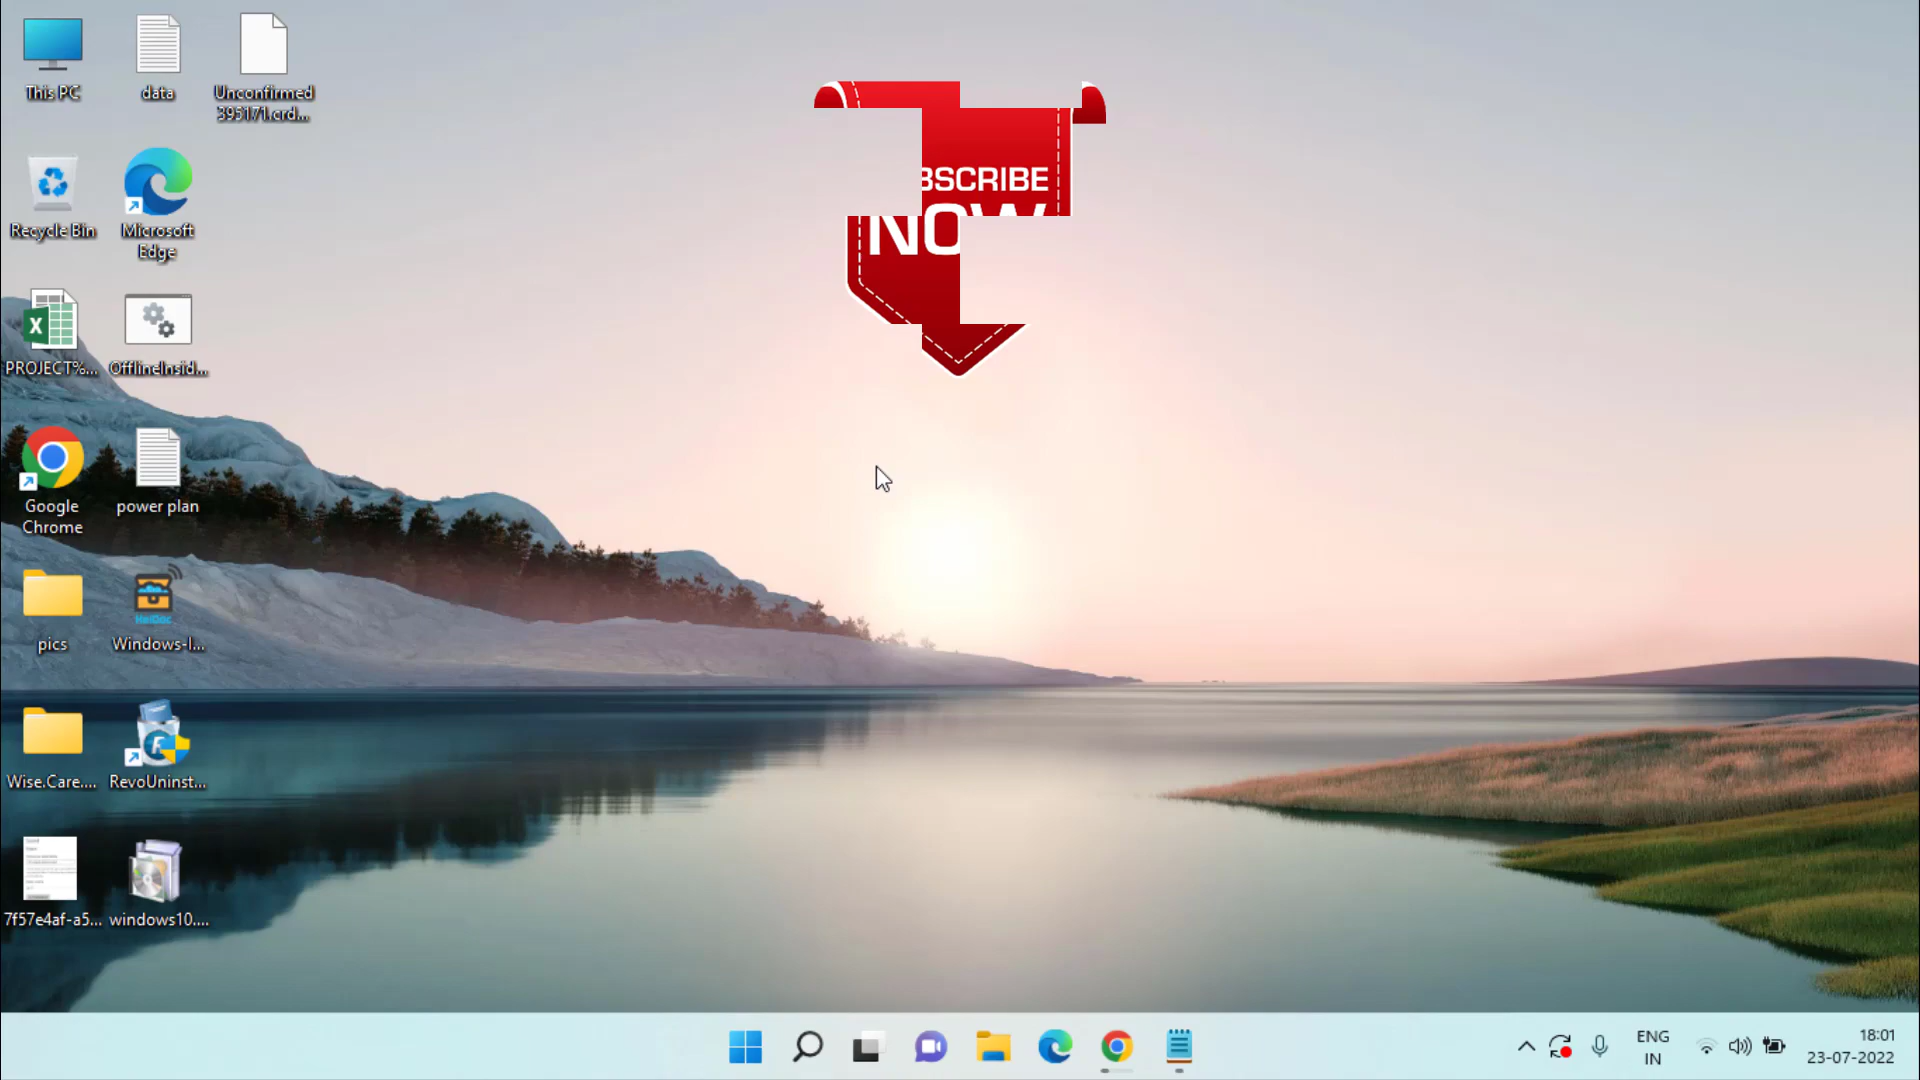 This PC
data
Unconfirmed
395171.crd...
Recycle Bin
Microsoft
Edge
PROJECT%...
OfflineInsid...
Google
Chrome
power plan
pics
Windows-I...
Wise.Care....
RevoUninst...
7f57e4af-a5...
windows10....
BSCRIBE
NOW
ENG
IN
18:01
23-07-2022